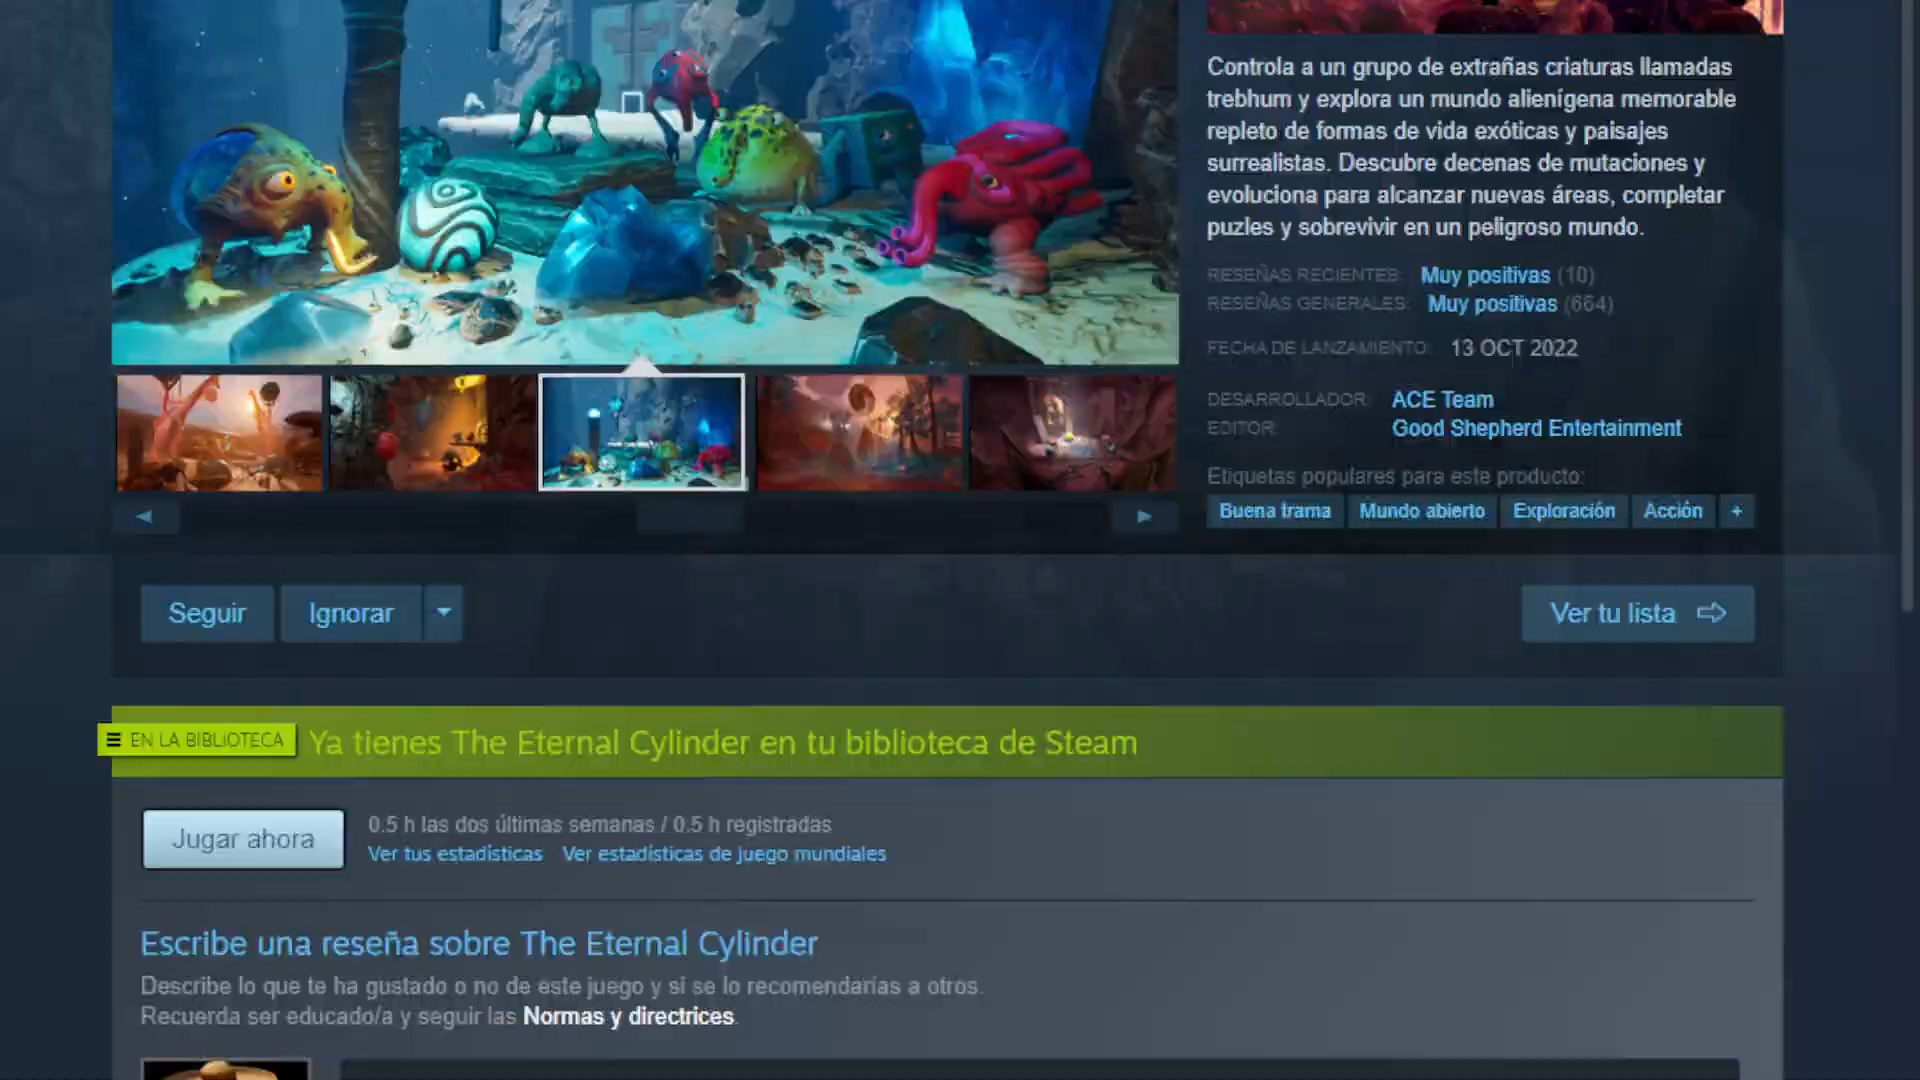 Controla a un grupo de extrañas criaturas llamadas
trebhum y explora un mundo alienígena memorable
repleto de formas de vida exóticas y paisajes
surrealistas. Descubre decenas de mutaciones y
evoluciona para alcanzar nuevas áreas, completar
puzles y sobrevivir en un peligroso mundo.
RESEÑAS RECIENTES: Muy positivas (10)
RESEÑAS GENERALES: Muy positivas (664)
FECHA DE LANZAMIENTO: 13 OCT 2022
DESARROLLADOR: ACE Team
EDITOR: Good Shepherd Entertainment
Etiquetas populares para este producto:
Buena trama Mundo abierto Exploración Acción +
Seguir Ignorar Ver tu lista
EN LA BIBLIOTECA Ya tienes The Eternal Cylinder en tu biblioteca de Steam
Jugar ahora 0.5 h las dos últimas semanas / 0.5 h registradas
Ver tus estadísticas Ver estadísticas de juego mundiales
Escribe una reseña sobre The Eternal Cylinder
Describe lo que te ha gustado o no de este juego y si se lo recomendarías a otros.
Recuerda ser educado/a y seguir las Normas y directrices.